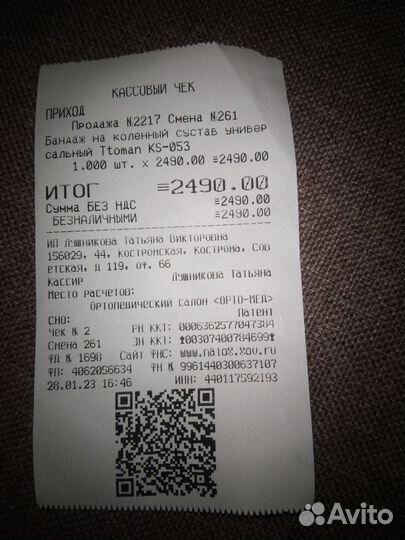 КАССОВЫЙ ЧЕК
ПРИХОД
Продажа №2217 Смена №261
Бандаж на коленный сустав универ
сальный Ttoman KS-053
1.000 шт. x 2490.00 ≡2490.00
ИТОГ ≡2490.00
Сумма БЕЗ НДС ≡2490.00
БЕЗНАЛИЧНЫМИ ≡2490.00
ИП Лушникова Татьяна Викторовна
156029, 44, Костромская, Кострома, Сов
етская, д 119, оф. 66
Кассир Лушникова Татьяна
Место расчетов:
Ортопедический салон <ОРТО-МЕД>
СНО: Патент
Чек № 2 РН ККТ: 0006362577047384
Смена 261 ЗН ККТ: ☎00307400784699☎
ФД № 1698 Сайт ФНС: www.nalog.gov.ru
ФП: 4062056634 ФН № 9961440300637107
28.01.23 16:46 ИНН: 440117592193
Avito